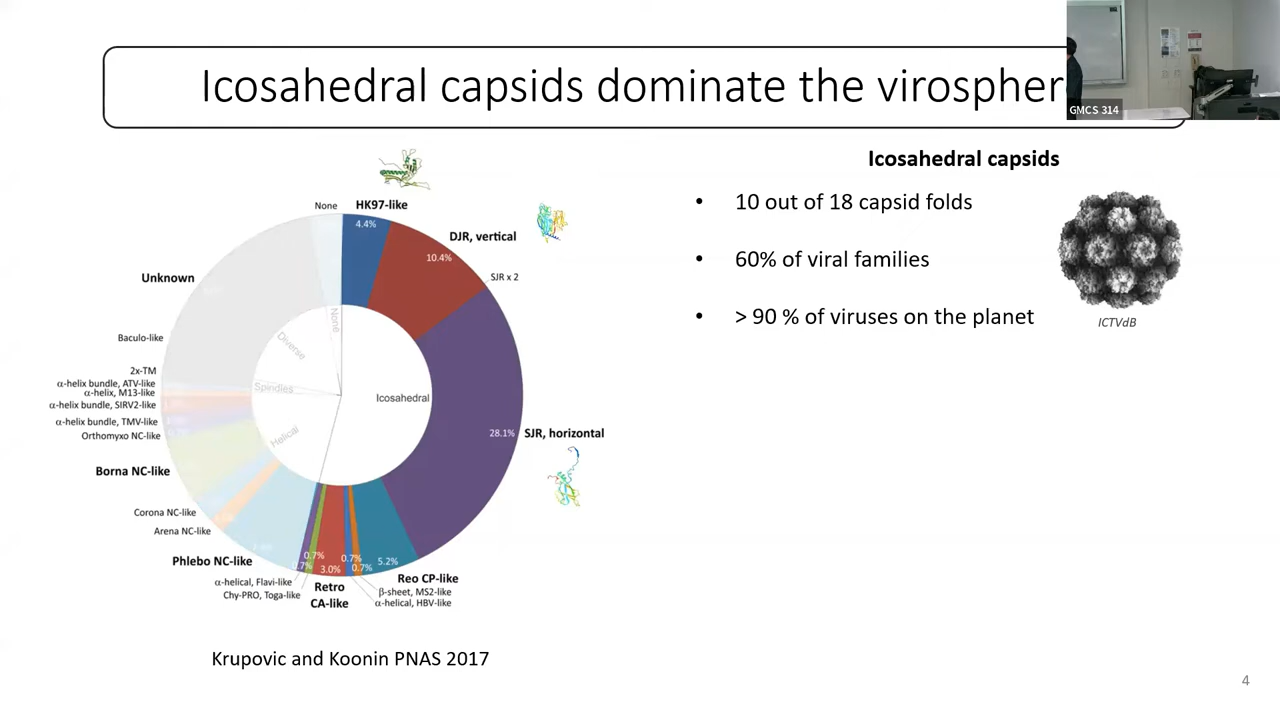 Icosahedral capsids dominate the virospher
GMCS 314
None
HK97-like
4.4%
DJR, vertical
10.4%
SJR x 2
Unknown
Baculo-like
2x-TM
α-helix bundle, ATV-like
α-helix, M13-like
α-helix bundle, SIRV2-like
α-helix bundle, TMV-like
Orthomyxo NC-like
Borna NC-like
Corona NC-like
Arena NC-like
Phlebo NC-like
α-helical, Flavi-like
Chy-PRO, Toga-like
Retro
CA-like
α-helical, HBV-like
β-sheet, MS2-like
Reo CP-like
SJR, horizontal
28.1%
5.2%
0.7%
0.7%
3.0%
0.7%
0.7%
None
Diverse
Spindles
Helical
Icosahedral
Krupovic and Koonin PNAS 2017
Icosahedral capsids
• 10 out of 18 capsid folds
• 60% of viral families
• > 90 % of viruses on the planet
ICTVdB
4